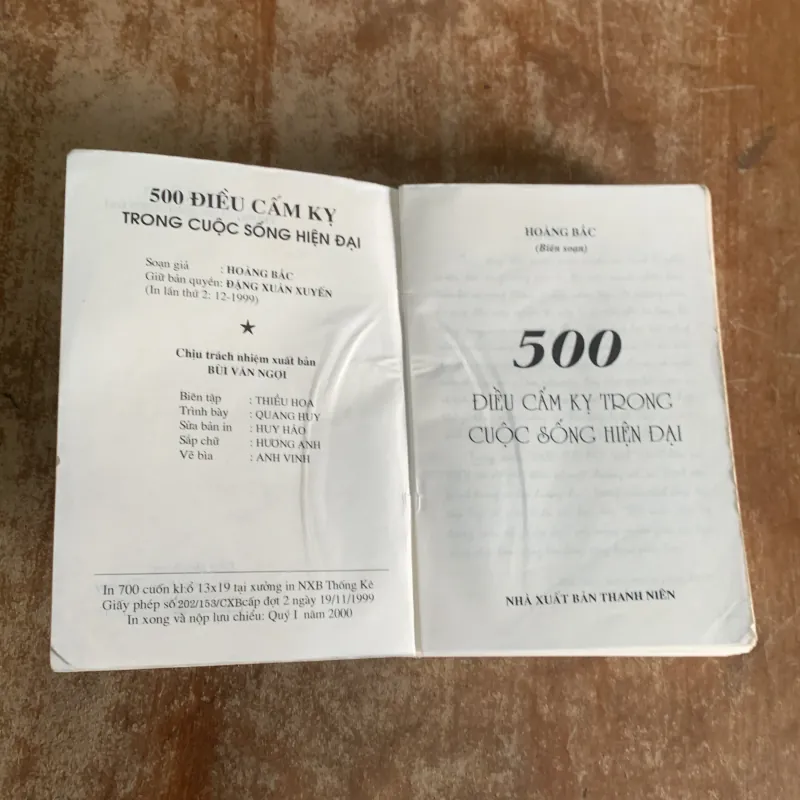 500 ĐIỀU CẤM KỴ
TRONG CUỘC SỐNG HIỆN ĐẠI
Soạn giả : HOÀNG BẮC
Giữ bản quyền: ĐẶNG XUÂN XUYẾN
(In lần thứ 2: 12-1999)
★
Chịu trách nhiệm xuất bản
BÙI VĂN NGỢI
Biên tập : THIỀU HOA
Trình bày : QUANG HUY
Sửa bản in : HUY HÀO
Sắp chữ : HƯƠNG ANH
Vẽ bìa : ANH VINH
In 700 cuốn khổ 13x19 tại xưởng in NXB Thống Kê
Giấy phép số 202/153/CXB cấp đợt 2 ngày 19/11/1999
In xong và nộp lưu chiểu: Quý I năm 2000
HOÀNG BẮC
(Biên soạn)
500
ĐIỀU CẤM KỴ TRONG
CUỘC SỐNG HIỆN ĐẠI
NHÀ XUẤT BẢN THANH NIÊN